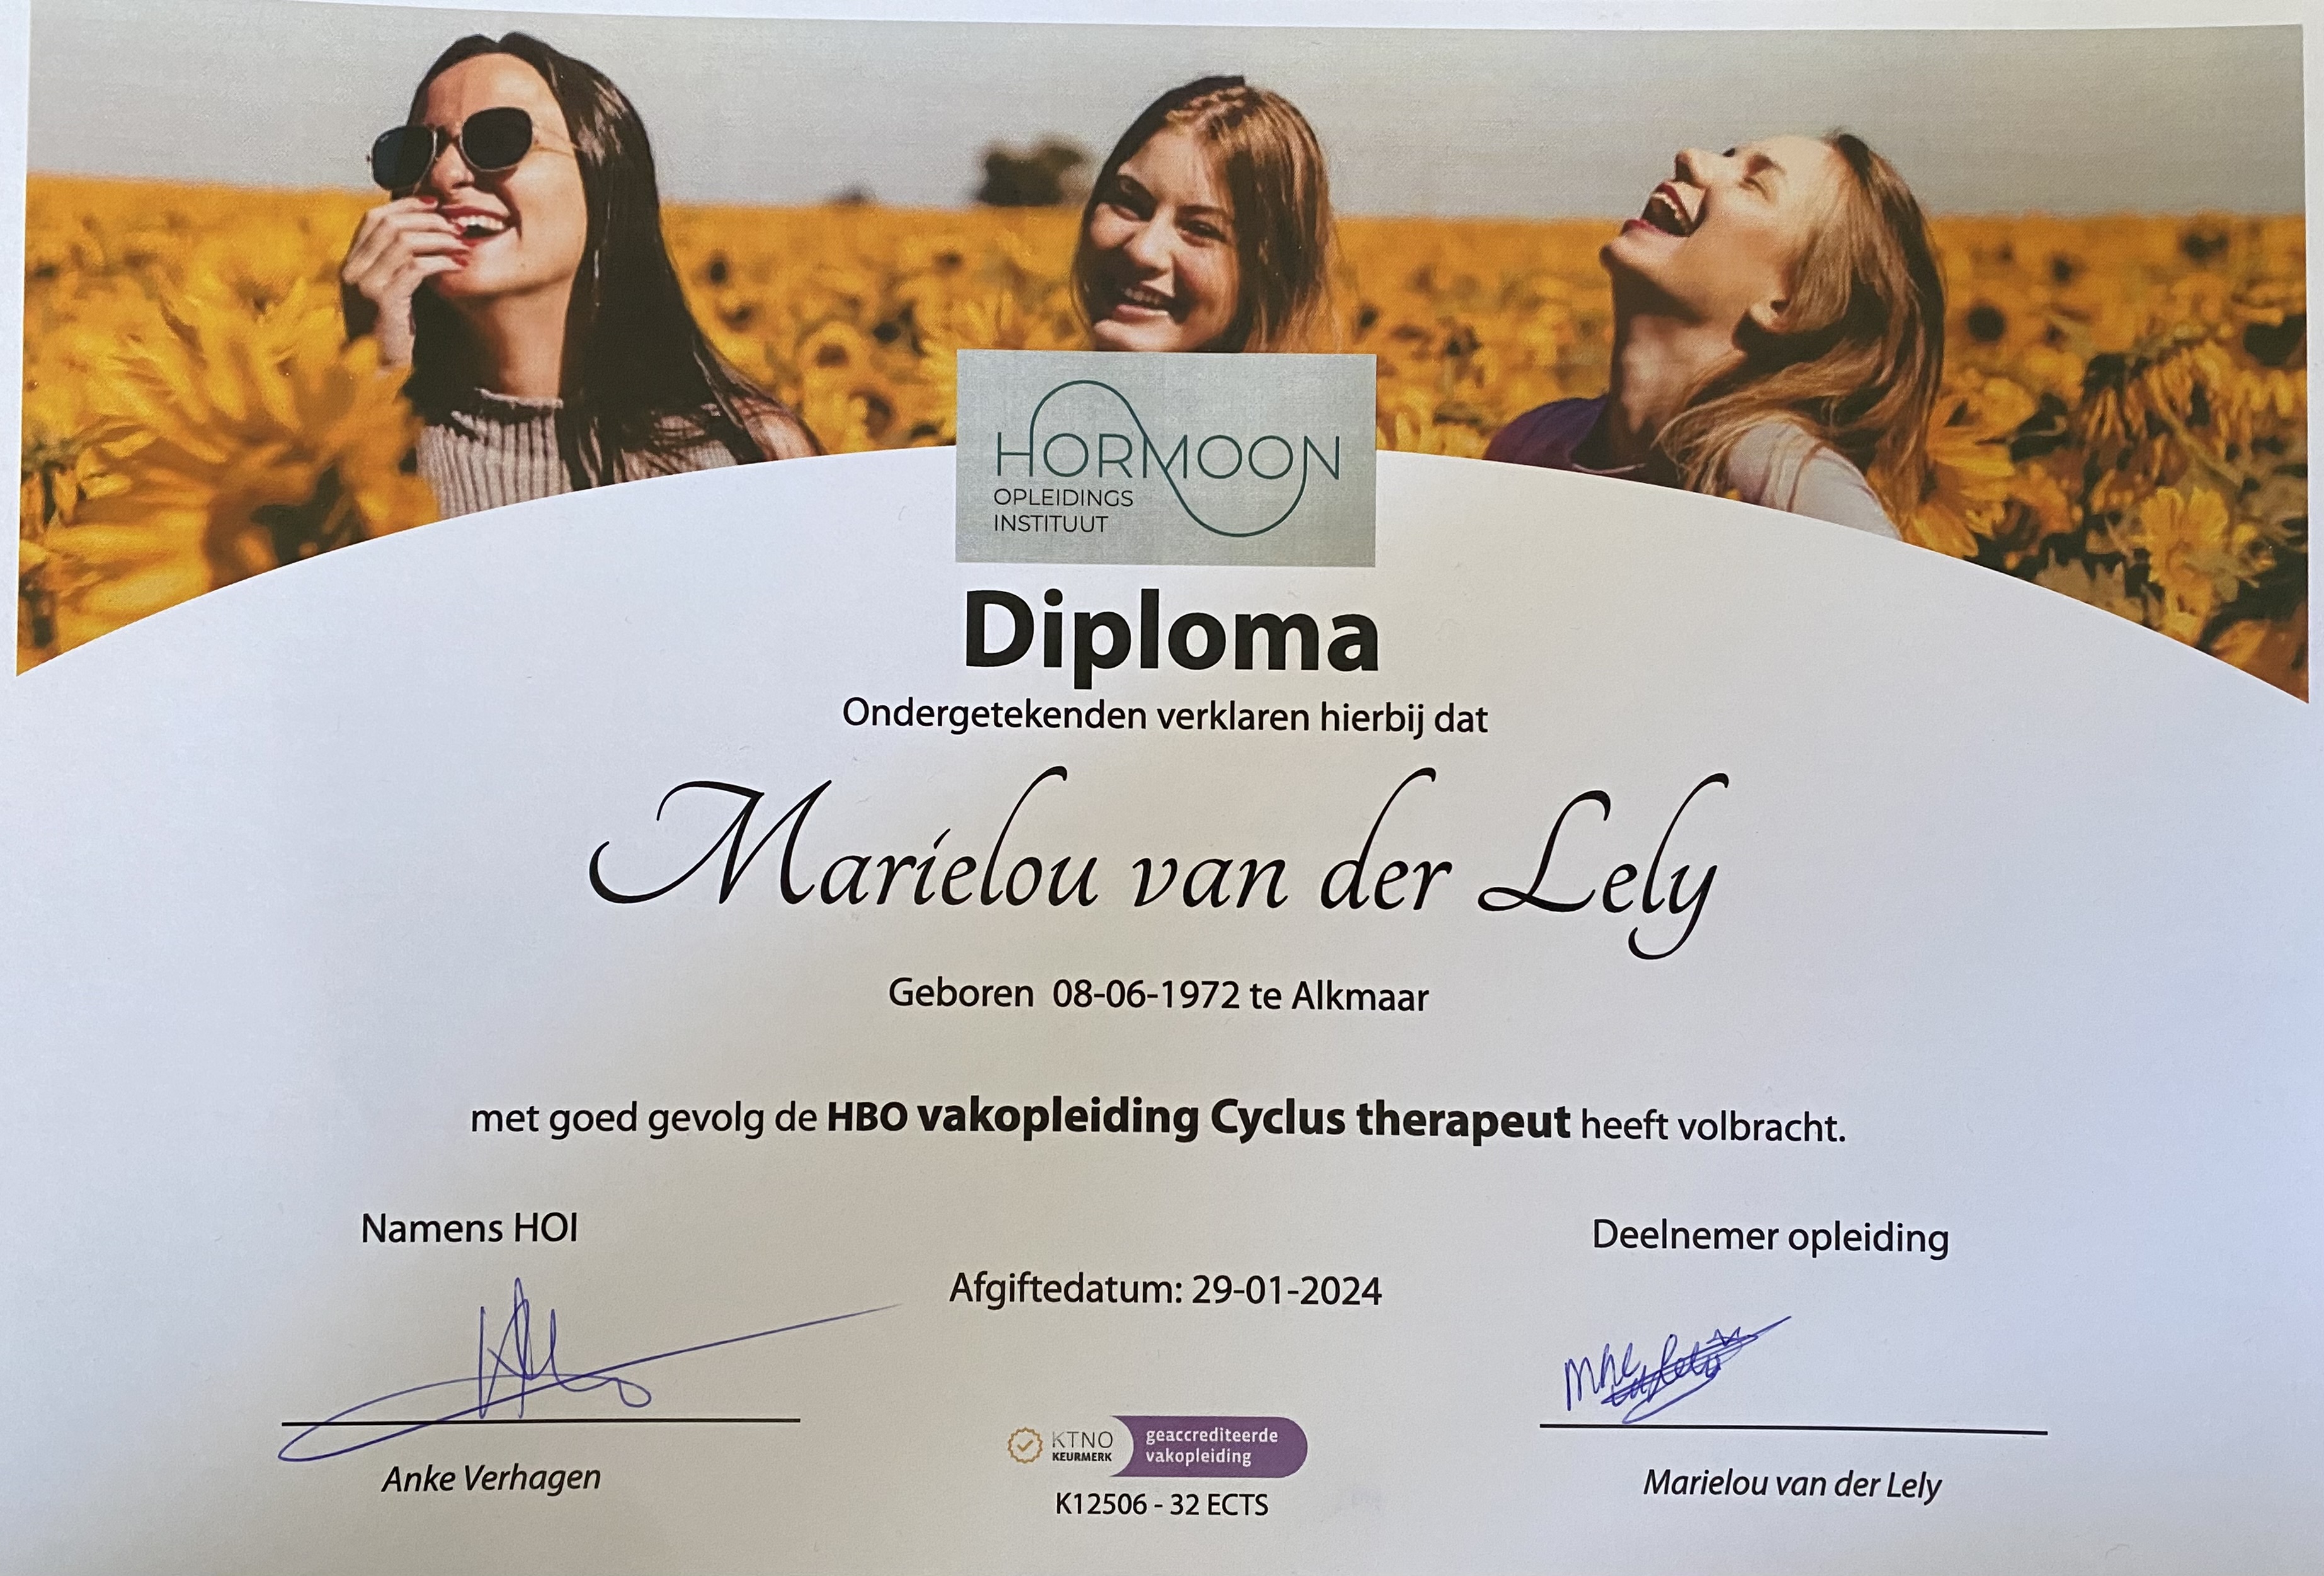 HORMOON
OPLEIDINGS
INSTITUUT
Diploma
Ondergetekenden verklaren hierbij dat
Marielou van der Lely
Geboren 08-06-1972 te Alkmaar
met goed gevolg de HBO vakopleiding Cyclus therapeut heeft volbracht.
Namens HOI
Deelnemer opleiding
Afgiftedatum: 29-01-2024
Anke Verhagen
KTNO
KEURMERK
geaccrediteerde
vakopleiding
K12506 - 32 ECTS
Marielou van der Lely